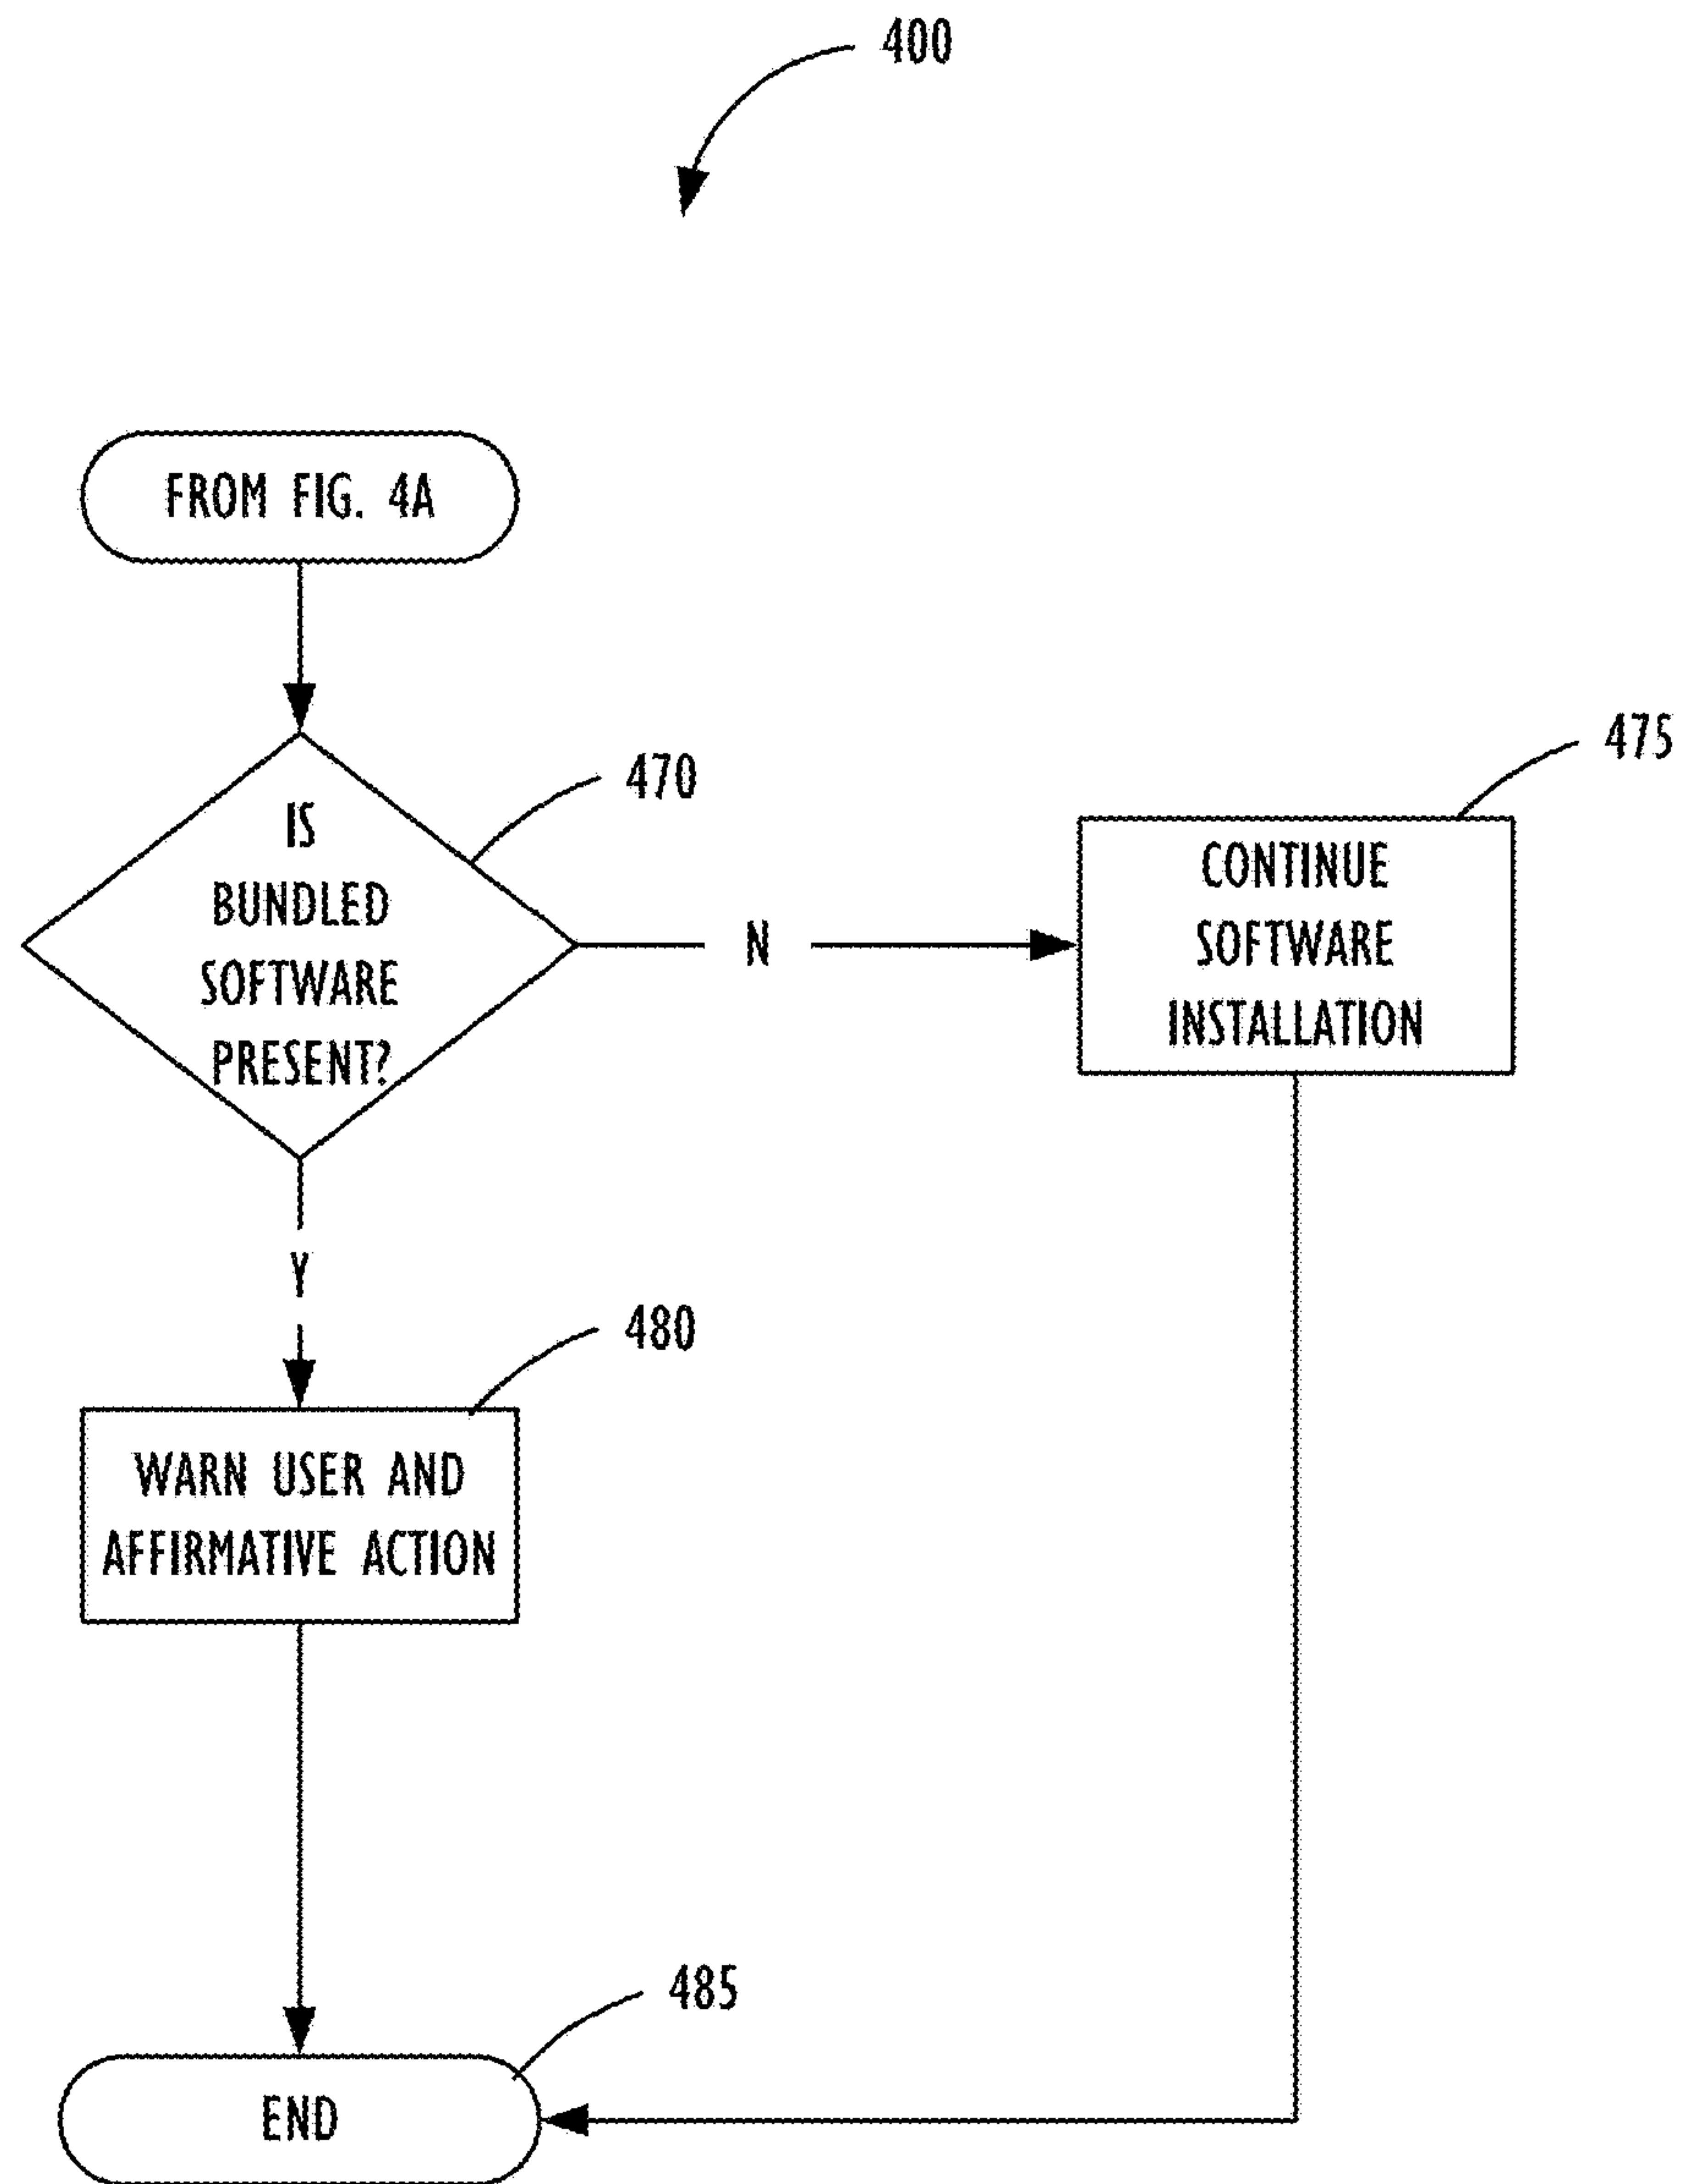 400
FROM FIG. 4A
470
IS
BUNDLED
SOFTWARE
PRESENT?
N
475
CONTINUE
SOFTWARE
INSTALLATION
Y
480
WARN USER AND
AFFIRMATIVE ACTION
485
END